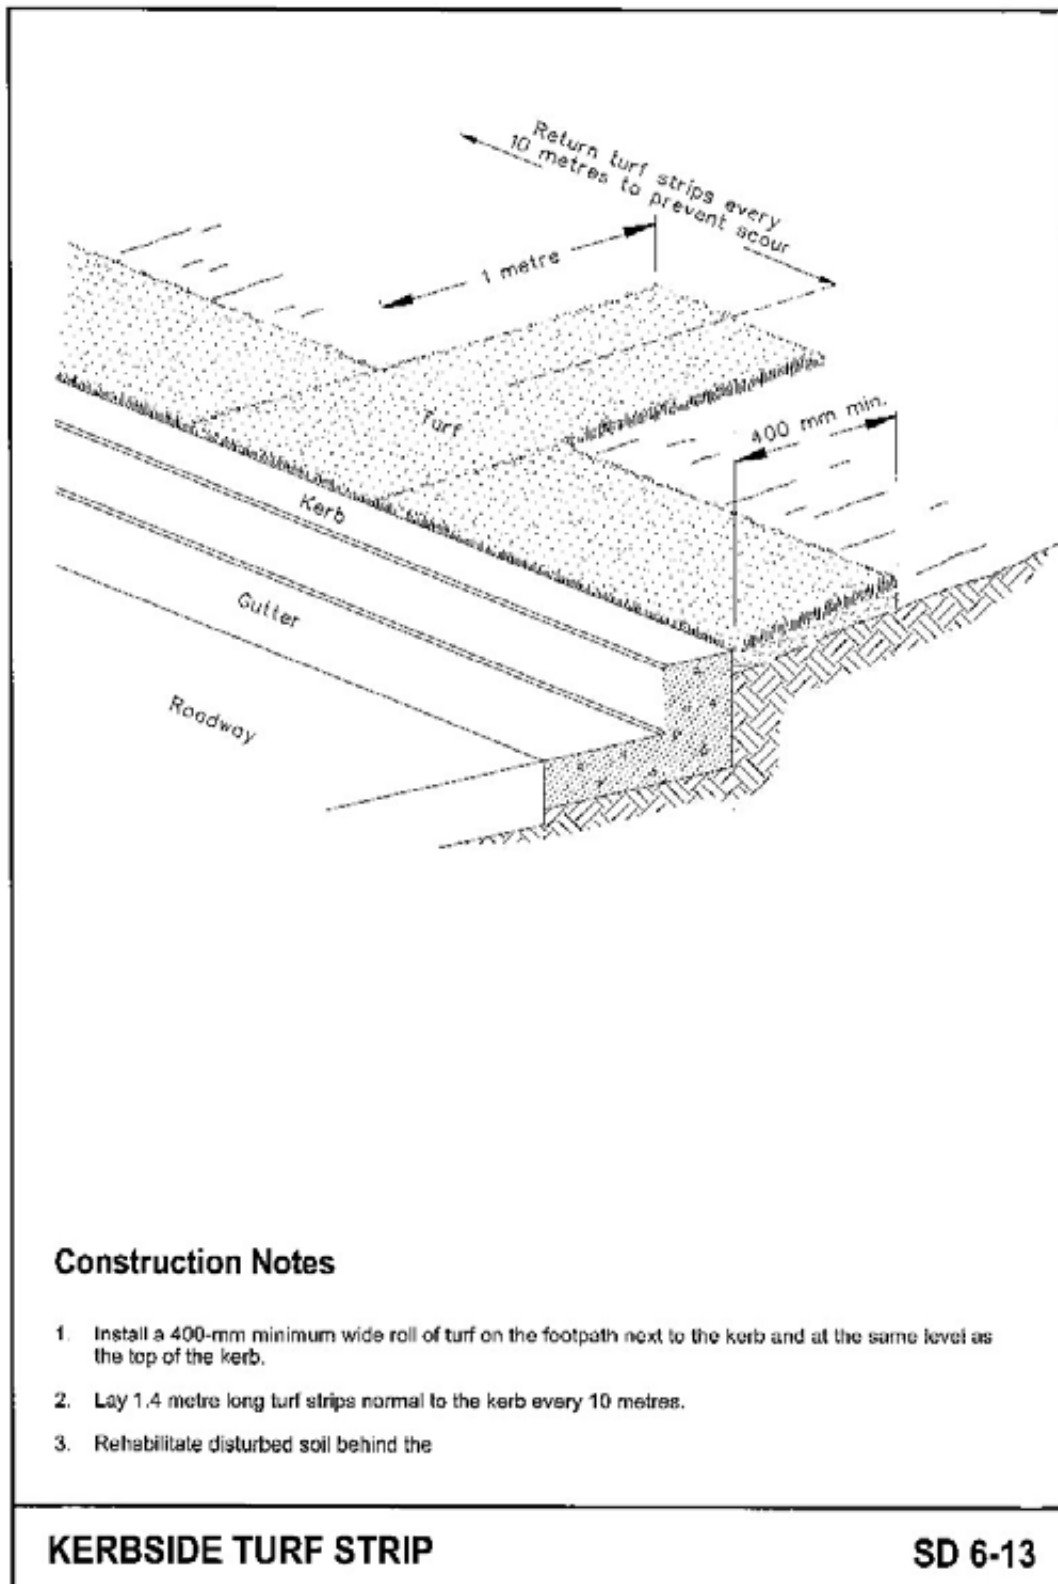 Return turf strips every
10 metres to prevent scour
1 metre
Turf
400 mm min.
Kerb
Gutter
Roadway
Construction Notes
1. Install a 400-mm minimum wide roll of turf on the footpath next to the kerb and at the same level as
the top of the kerb.
2. Lay 1.4 metre long turf strips normal to the kerb every 10 metres.
3. Rehabilitate disturbed soil behind the
KERBSIDE TURF STRIP
SD 6-13